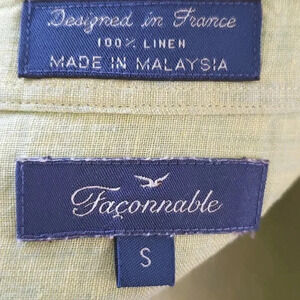 Designed in France
100% LINEN
MADE IN MALAYSIA
Façonnable
S